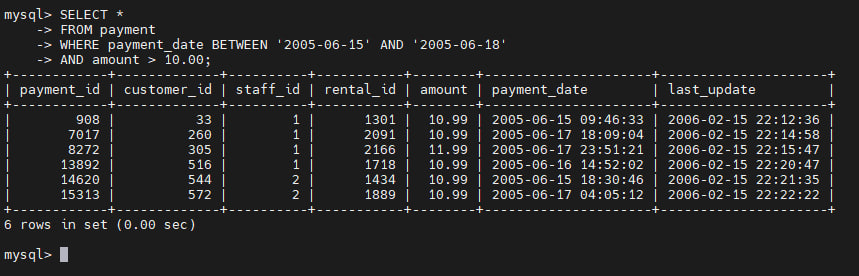 mysql> SELECT *
    -> FROM payment
    -> WHERE payment_date BETWEEN '2005-06-15' AND '2005-06-18'
    -> AND amount > 10.00;
+------------+-------------+----------+-----------+--------+---------------------+---------------------+
| payment_id | customer_id | staff_id | rental_id | amount | payment_date        | last_update         |
+------------+-------------+----------+-----------+--------+---------------------+---------------------+
|        908 |          33 |        1 |      1301 |  10.99 | 2005-06-15 09:46:33 | 2006-02-15 22:12:36 |
|       7017 |         260 |        1 |      2091 |  10.99 | 2005-06-17 18:09:04 | 2006-02-15 22:14:58 |
|       8272 |         305 |        1 |      2166 |  11.99 | 2005-06-17 23:51:21 | 2006-02-15 22:15:47 |
|      13892 |         516 |        1 |      1718 |  10.99 | 2005-06-16 14:52:02 | 2006-02-15 22:20:47 |
|      14620 |         544 |        2 |      1434 |  10.99 | 2005-06-15 18:30:46 | 2006-02-15 22:21:35 |
|      15313 |         572 |        2 |      1889 |  10.99 | 2005-06-17 04:05:12 | 2006-02-15 22:22:22 |
+------------+-------------+----------+-----------+--------+---------------------+---------------------+
6 rows in set (0.00 sec)
mysql>